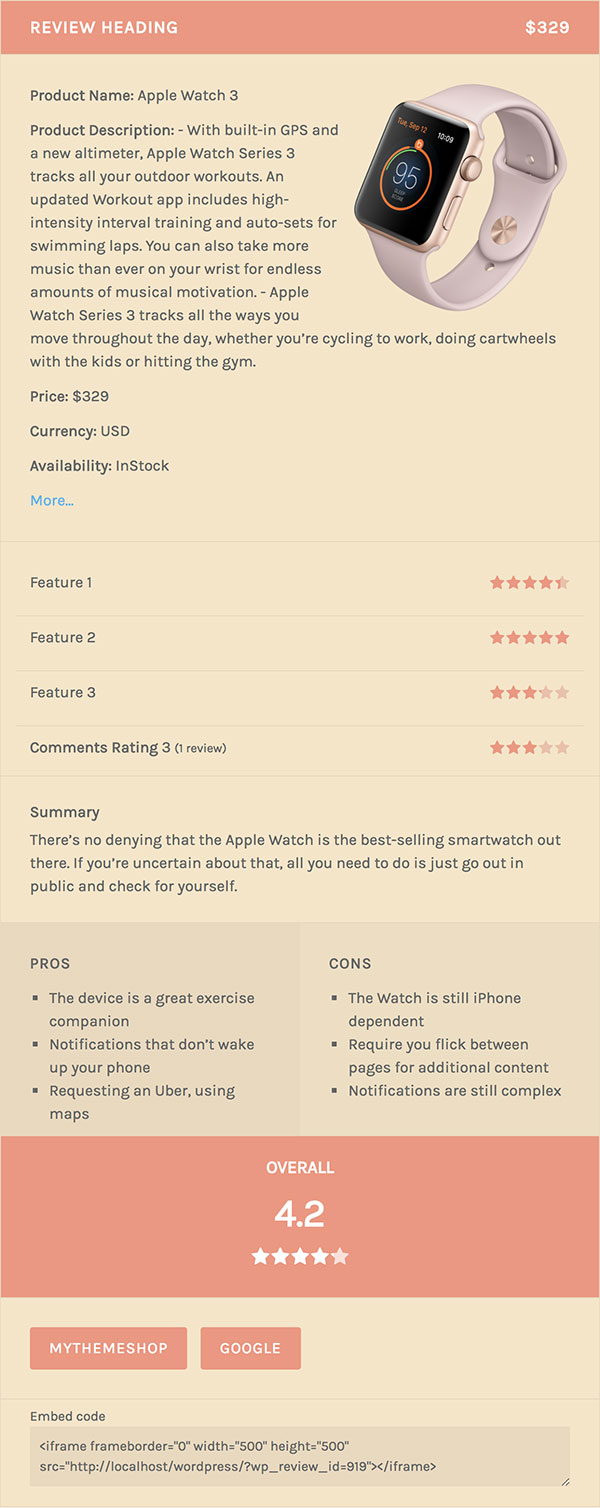 REVIEW HEADING
$329
Product Name: Apple Watch 3
Product Description: - With built-in GPS and
a new altimeter, Apple Watch Series 3
tracks all your outdoor workouts. An
updated Workout app includes high-
intensity interval training and auto-sets for
swimming laps. You can also take more
music than ever on your wrist for endless
amounts of musical motivation. - Apple
Watch Series 3 tracks all the ways you
move throughout the day, whether you’re cycling to work, doing cartwheels
with the kids or hitting the gym.
Tue, Sep 12
10:09
95
SLEEP
SCORE
Price: $329
Currency: USD
Availability: InStock
More...
Feature 1
Feature 2
Feature 3
Comments Rating 3 (1 review)
Summary
There’s no denying that the Apple Watch is the best-selling smartwatch out
there. If you’re uncertain about that, all you need to do is just go out in
public and check for yourself.
PROS
▪ The device is a great exercise
companion
▪ Notifications that don’t wake
up your phone
▪ Requesting an Uber, using
maps
CONS
▪ The Watch is still iPhone
dependent
▪ Require you flick between
pages for additional content
▪ Notifications are still complex
OVERALL
4.2
MYTHEMESHOP
GOOGLE
Embed code
<iframe frameborder="0" width="500" height="500"
src="http://localhost/wordpress/?wp_review_id=919"></iframe>